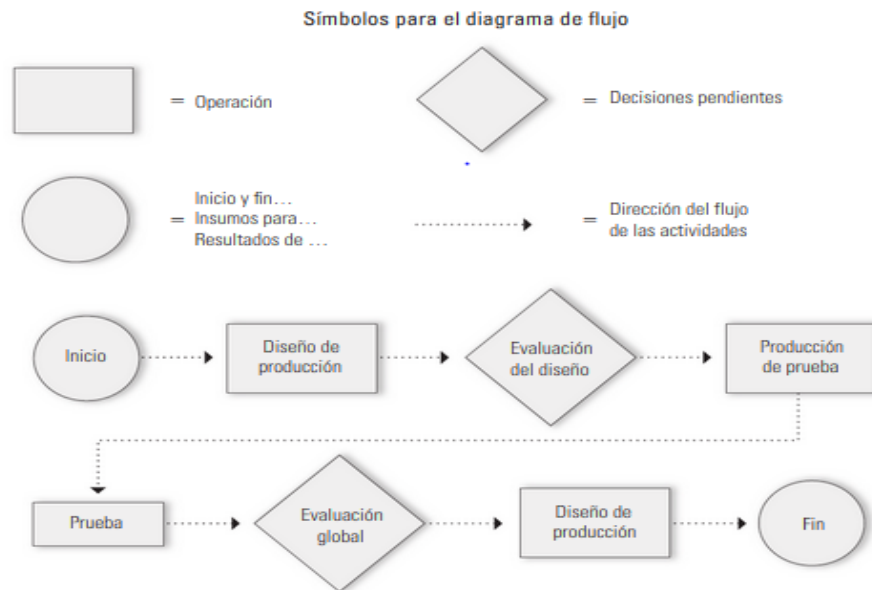 Símbolos para el diagrama de flujo
= Operación
= Decisiones pendientes
Inicio y fin...
= Insumos para...
Resultados de ...
= Dirección del flujo
de las actividades
Inicio
Diseño de
producción
Evaluación
del diseño
Producción
de prueba
Prueba
Evaluación
global
Diseño de
producción
Fin